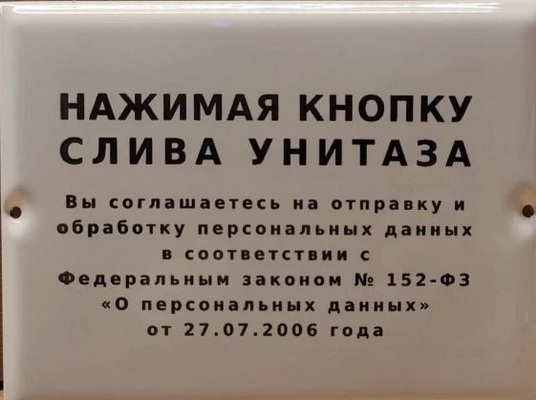 НАЖИМАЯ КНОПКУ
СЛИВА УНИТАЗА
Вы соглашаетесь на отправку и
обработку персональных данных
в соответствии с
Федеральным законом № 152-ФЗ
«О персональных данных»
от 27.07.2006 года